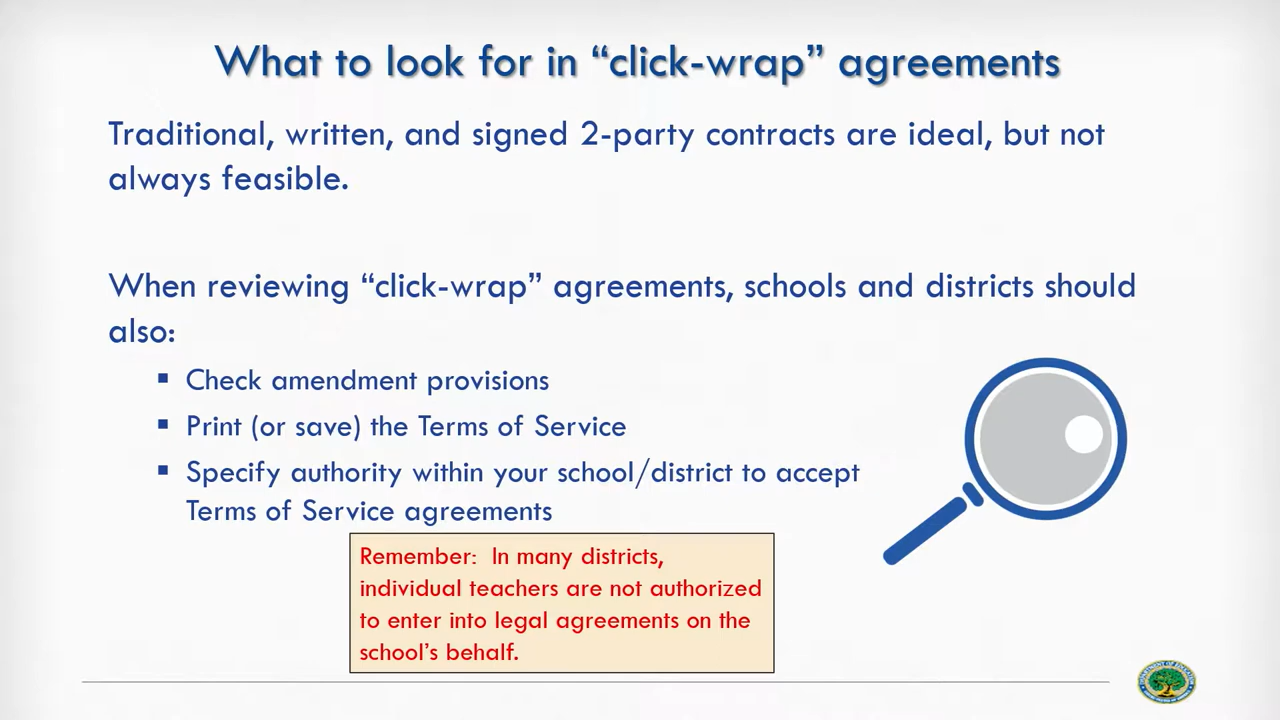 What to look for in “click-wrap” agreements
Traditional, written, and signed 2-party contracts are ideal, but not
always feasible.
When reviewing “click-wrap” agreements, schools and districts should
also:
▪ Check amendment provisions
▪ Print (or save) the Terms of Service
▪ Specify authority within your school/district to accept
Terms of Service agreements
Remember: In many districts,
individual teachers are not authorized
to enter into legal agreements on the
school’s behalf.